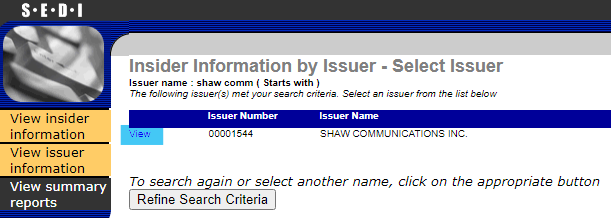 S·E·D·I
View insider
information
View issuer
information
View summary
reports
Insider Information by Issuer - Select Issuer
Issuer name : shaw comm ( Starts with )
The following issuer(s) met your search criteria. Select an issuer from the list below
Issuer Number Issuer Name
View 00001544 SHAW COMMUNICATIONS INC.
To search again or select another name, click on the appropriate button
Refine Search Criteria